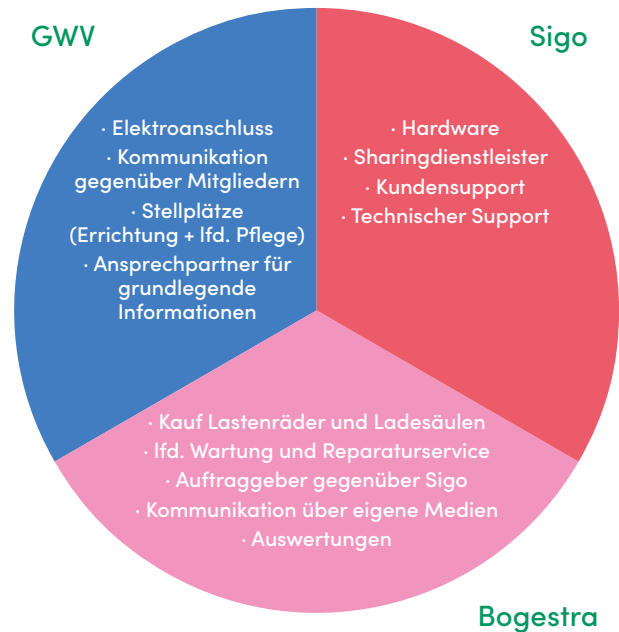 GWV
· Elektroanschluss
· Kommunikation
gegenüber Mitgliedern
· Stellplätze
(Errichtung + lfd. Pflege)
· Ansprechpartner für
grundlegende
Informationen
Sigo
· Hardware
· Sharingdienstleister
· Kundensupport
· Technischer Support
· Kauf Lastenräder und Ladesäulen
· lfd. Wartung und Reparaturservice
· Auftraggeber gegenüber Sigo
· Kommunikation über eigene Medien
· Auswertungen
Bogestra